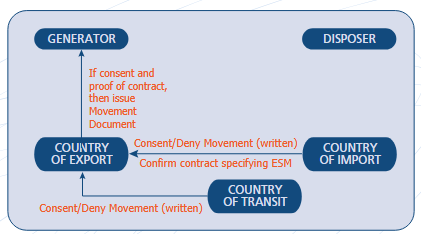 GENERATOR
DISPOSER
If consent and
proof of contract,
then issue
Movement
Document
COUNTRY
OF EXPORT
Consent/Deny Movement (written)
Confirm contract specifying ESM
COUNTRY
OF IMPORT
COUNTRY
OF TRANSIT
Consent/Deny Movement (written)